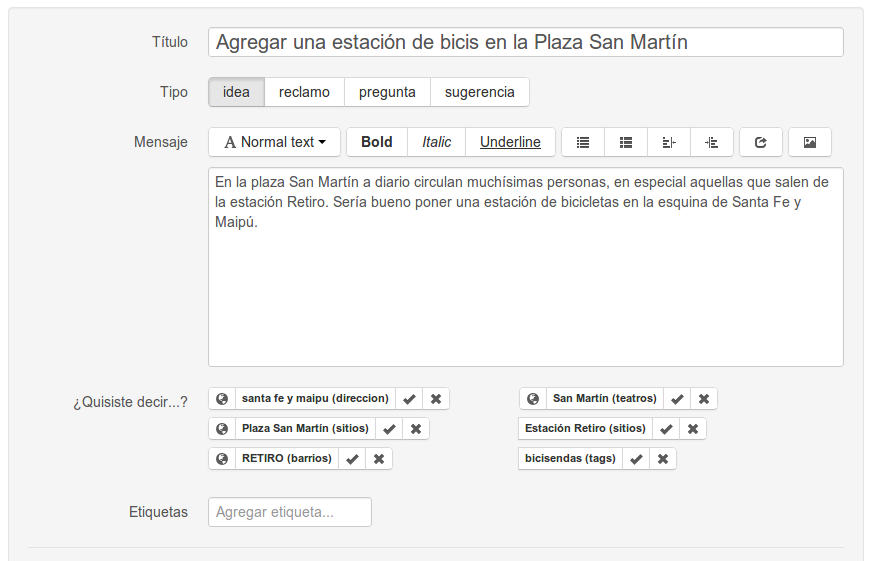 Título Agregar una estación de bicis en la Plaza San Martín
Tipo idea reclamo pregunta sugerencia
Mensaje A Normal text Bold Italic Underline
En la plaza San Martín a diario circulan muchísimas personas, en especial aquellas que salen de
la estación Retiro. Sería bueno poner una estación de bicicletas en la esquina de Santa Fe y
Maipú.
¿Quisiste decir...? santa fe y maipu (direccion) San Martín (teatros)
Plaza San Martín (sitios) Estación Retiro (sitios)
RETIRO (barrios) bicisendas (tags)
Etiquetas Agregar etiqueta...